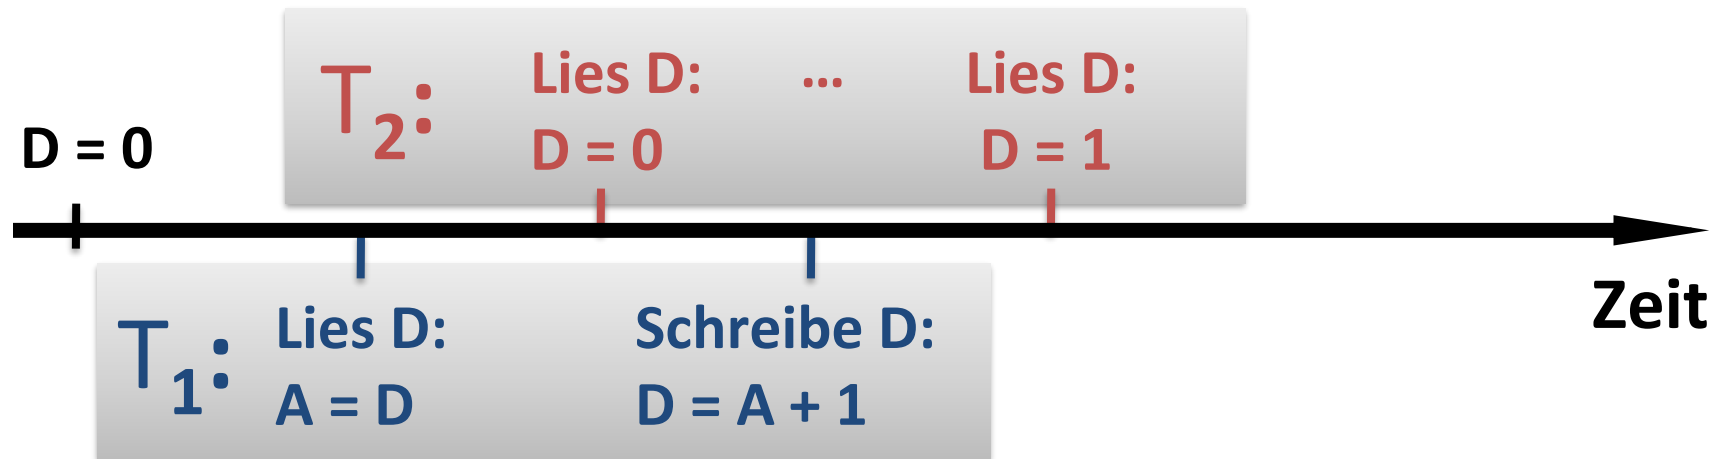 D = 0
T₂:
Lies D: ... Lies D:
D = 0 D = 1
T₁:
Lies D: Schreibe D:
A = D D = A + 1
Zeit